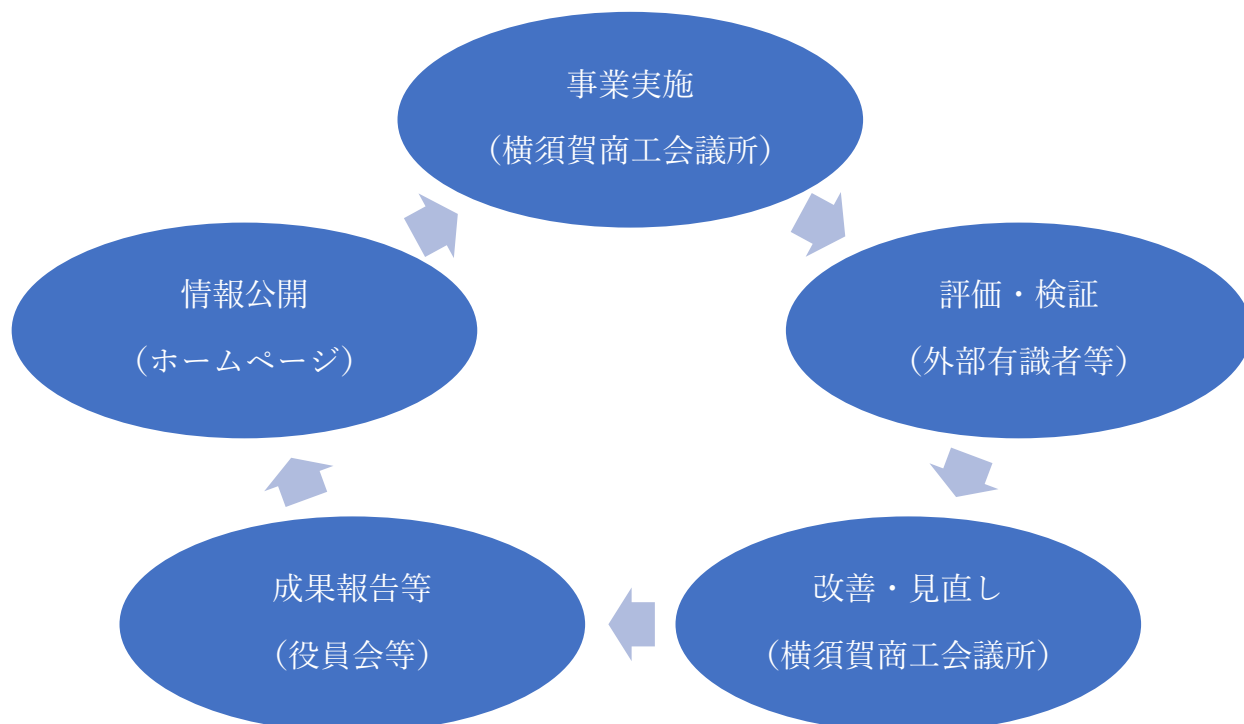 事業実施
(横須賀商工会議所)
評価・検証
(外部有識者等)
改善・見直し
(横須賀商工会議所)
成果報告等
(役員会等)
情報公開
(ホームページ)